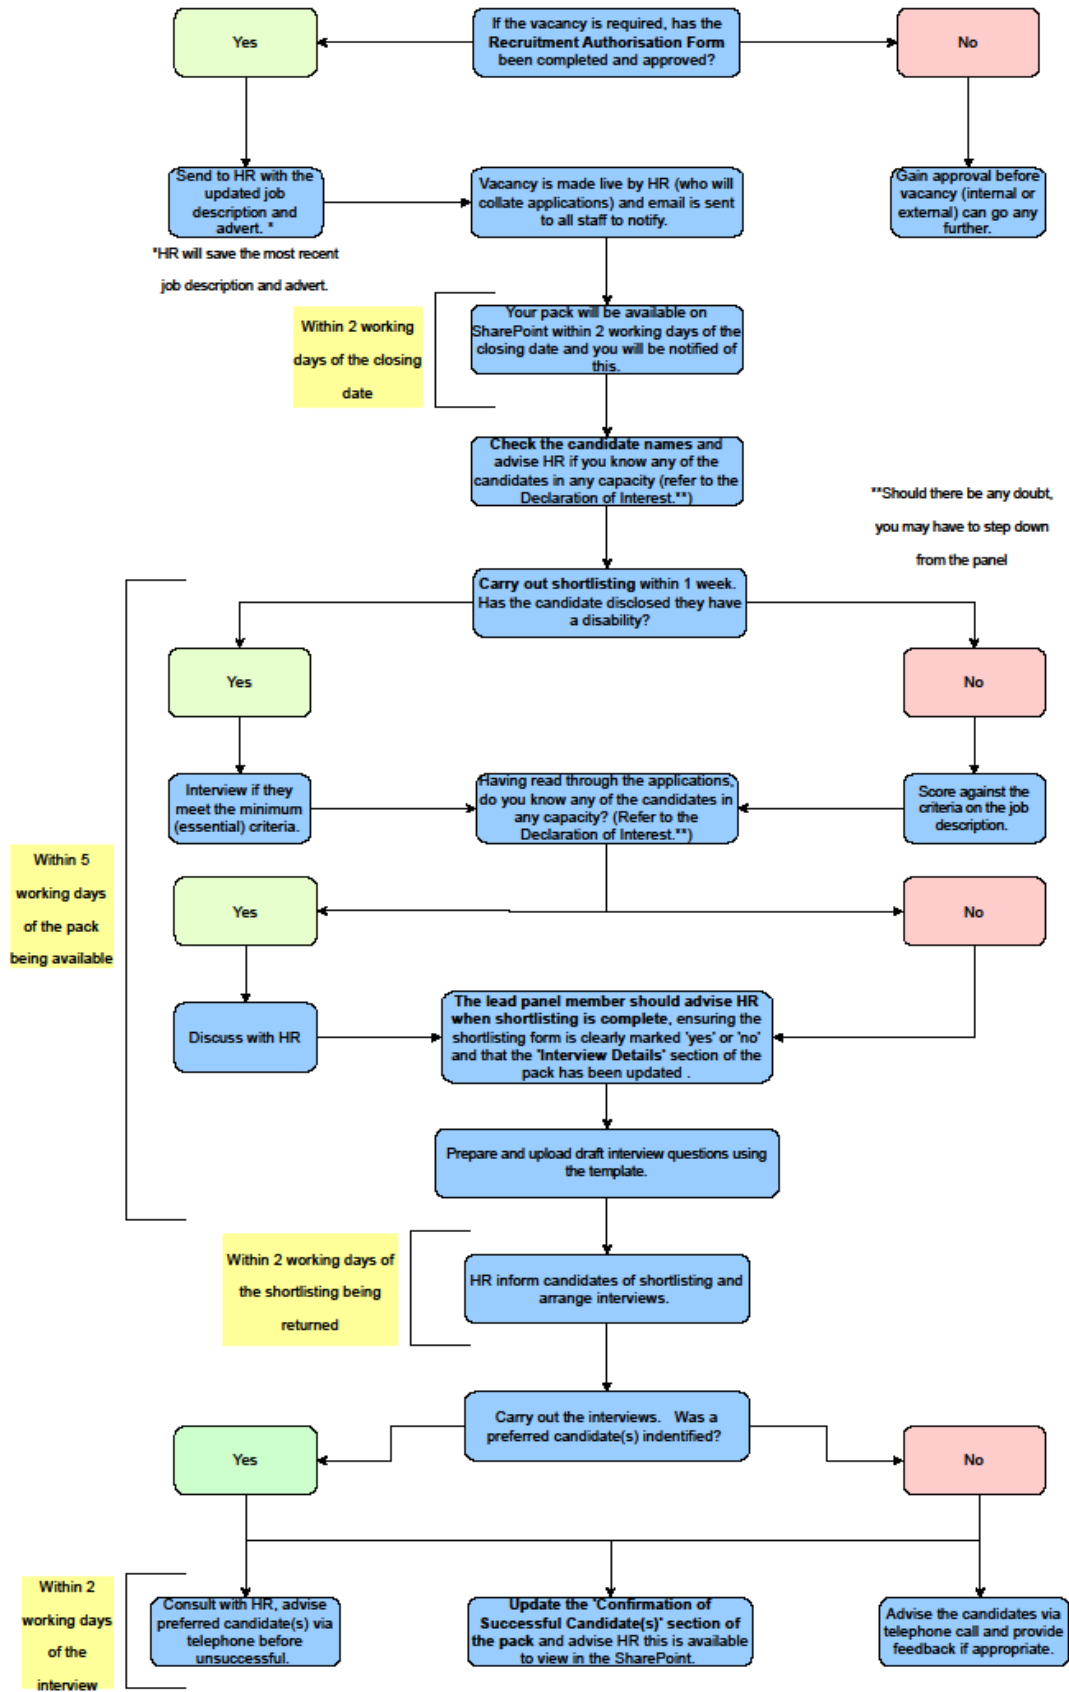 If the vacancy is required, has the
Recruitment Authorisation Form
been completed and approved?
Yes
No
Send to HR with the
updated job
description and
advert. *
Vacancy is made live by HR (who will
collate applications) and email is sent
to all staff to notify.
Gain approval before
vacancy (internal or
external) can go any
further.
*HR will save the most recent
job description and advert.
Within 2 working
days of the closing
date
Your pack will be available on
SharePoint within 2 working days of the
closing date and you will be notified of
this.
Check the candidate names and
advise HR if you know any of the
candidates in any capacity (refer to the
Declaration of Interest.**)
**Should there be any doubt,
you may have to step down
from the panel
Carry out shortlisting within 1 week.
Has the candidate disclosed they have
a disability?
Yes
No
Interview if they
meet the minimum
(essential) criteria.
Having read through the applications,
do you know any of the candidates in
any capacity? (Refer to the
Declaration of Interest.**)
Score against the
criteria on the job
description.
Within 5
working days
of the pack
being available
Yes
No
Discuss with HR
The lead panel member should advise HR
when shortlisting is complete, ensuring the
shortlisting form is clearly marked 'yes' or 'no'
and that the 'Interview Details' section of the
pack has been updated .
Prepare and upload draft interview questions using
the template.
Within 2 working days of
the shortlisting being
returned
HR inform candidates of shortlisting and
arrange interviews.
Carry out the interviews. Was a
preferred candidate(s) indentified?
Yes
No
Within 2
working days
of the
interview
Consult with HR, advise
preferred candidate(s) via
telephone before
unsuccessful.
Update the 'Confirmation of
Successful Candidate(s)' section of
the pack and advise HR this is available
to view in the SharePoint.
Advise the candidates via
telephone call and provide
feedback if appropriate.